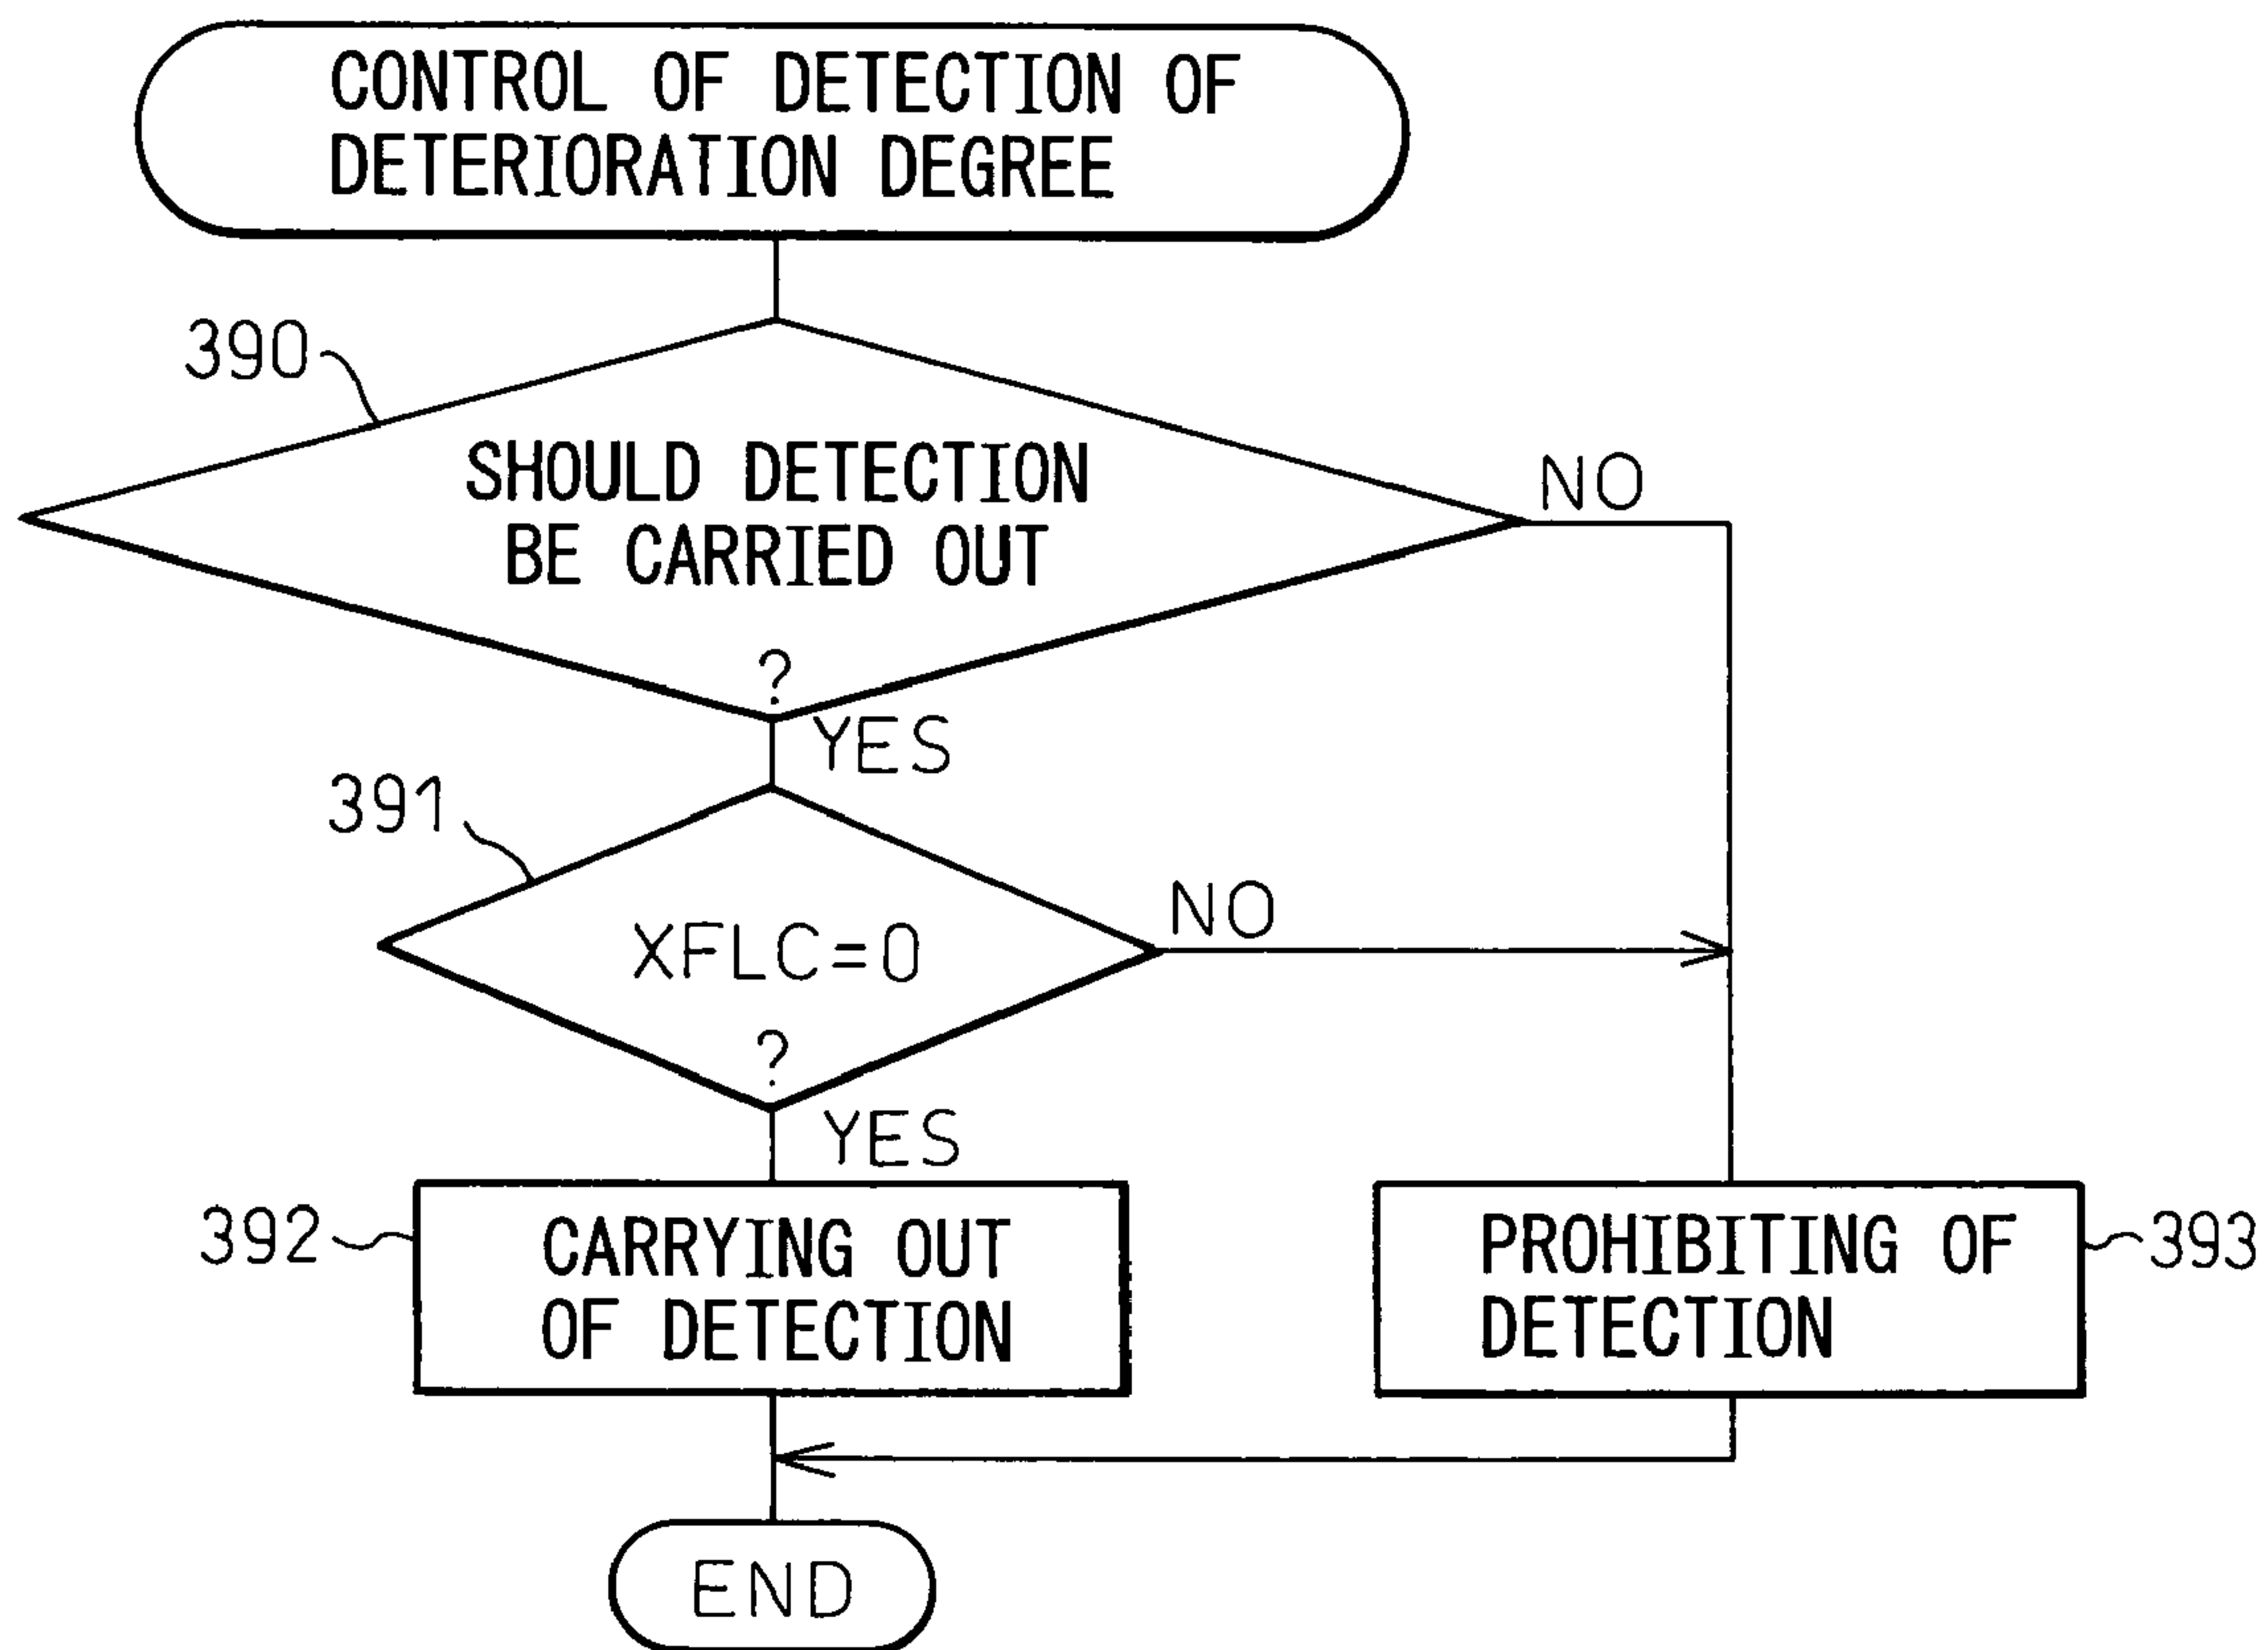 CONTROL OF DETECTION OF
DETERIORATION DEGREE
390
SHOULD DETECTION
BE CARRIED OUT
?
NO
YES
391
XFLC=0
?
NO
YES
392
CARRYING OUT
OF DETECTION
PROHIBITING OF
DETECTION
393
END